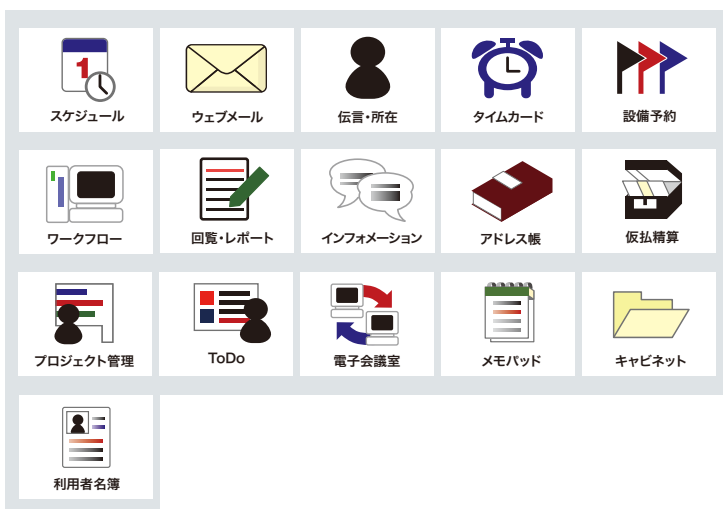 1
スケジュール
ウェブメール
伝言・所在
タイムカード
設備予約
ワークフロー
回覧・レポート
インフォメーション
アドレス帳
仮払精算
プロジェクト管理
ToDo
電子会議室
メモパッド
キャビネット
利用者名簿